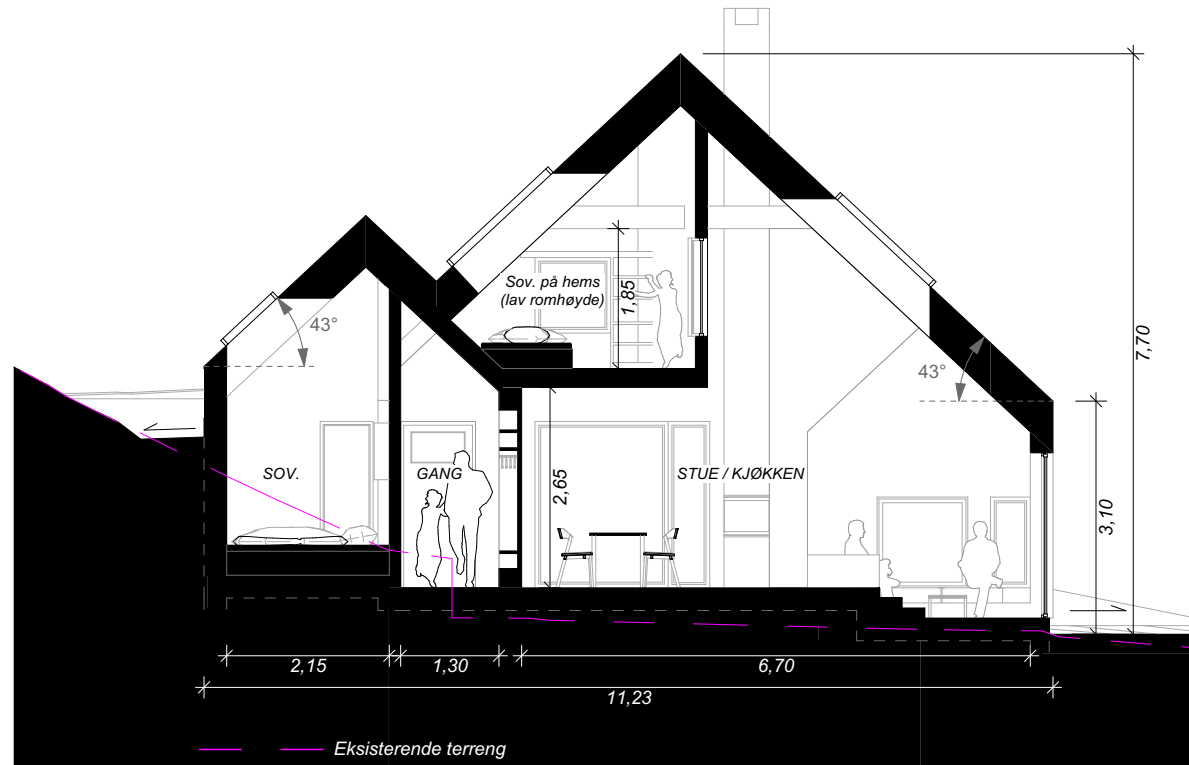 7,70
Sov. på hems
(lav romhøyde)
1,85
43°
43°
SOV.
GANG
STUE / KJØKKEN
2,65
3,10
2,15
1,30
6,70
11,23
Eksisterende terreng